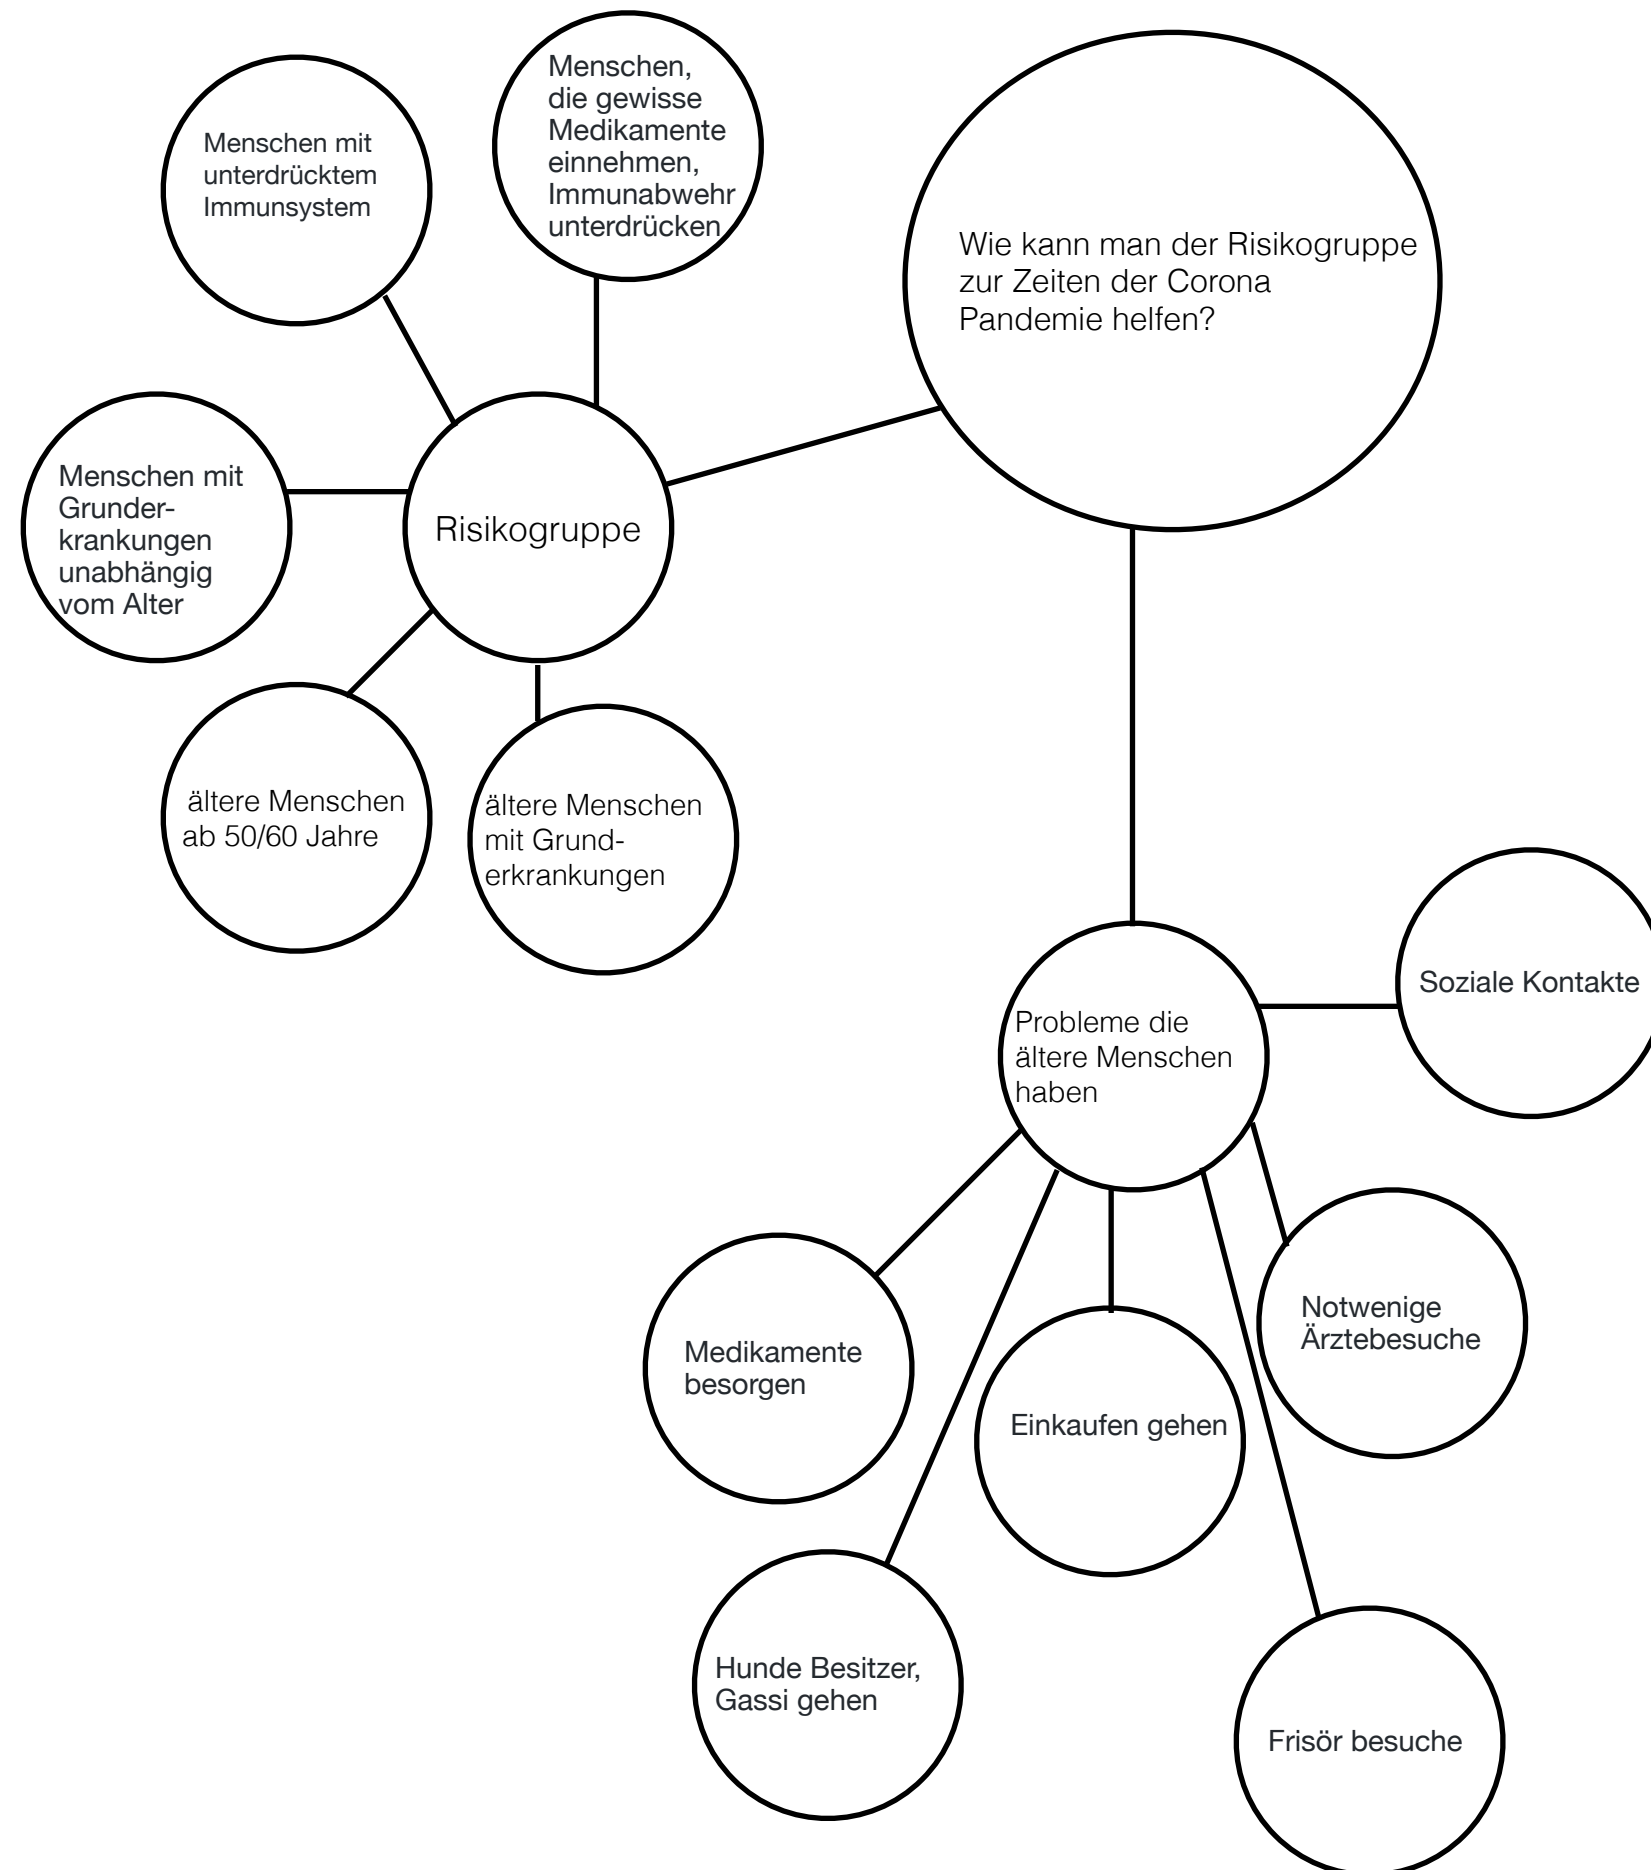 Menschen,
die gewisse
Medikamente
einnehmen,
Immunabwehr
unterdrücken
Menschen mit
unterdrücktem
Immunsystem
Wie kann man der Risikogruppe
zur Zeiten der Corona
Pandemie helfen?
Menschen mit
Grunder-
krankungen
unabhängig
vom Alter
Risikogruppe
ältere Menschen
ab 50/60 Jahre
ältere Menschen
mit Grund-
erkrankungen
Soziale Kontakte
Probleme die
ältere Menschen
haben
Notwenige
Ärztebesuche
Medikamente
besorgen
Einkaufen gehen
Hunde Besitzer,
Gassi gehen
Frisör besuche